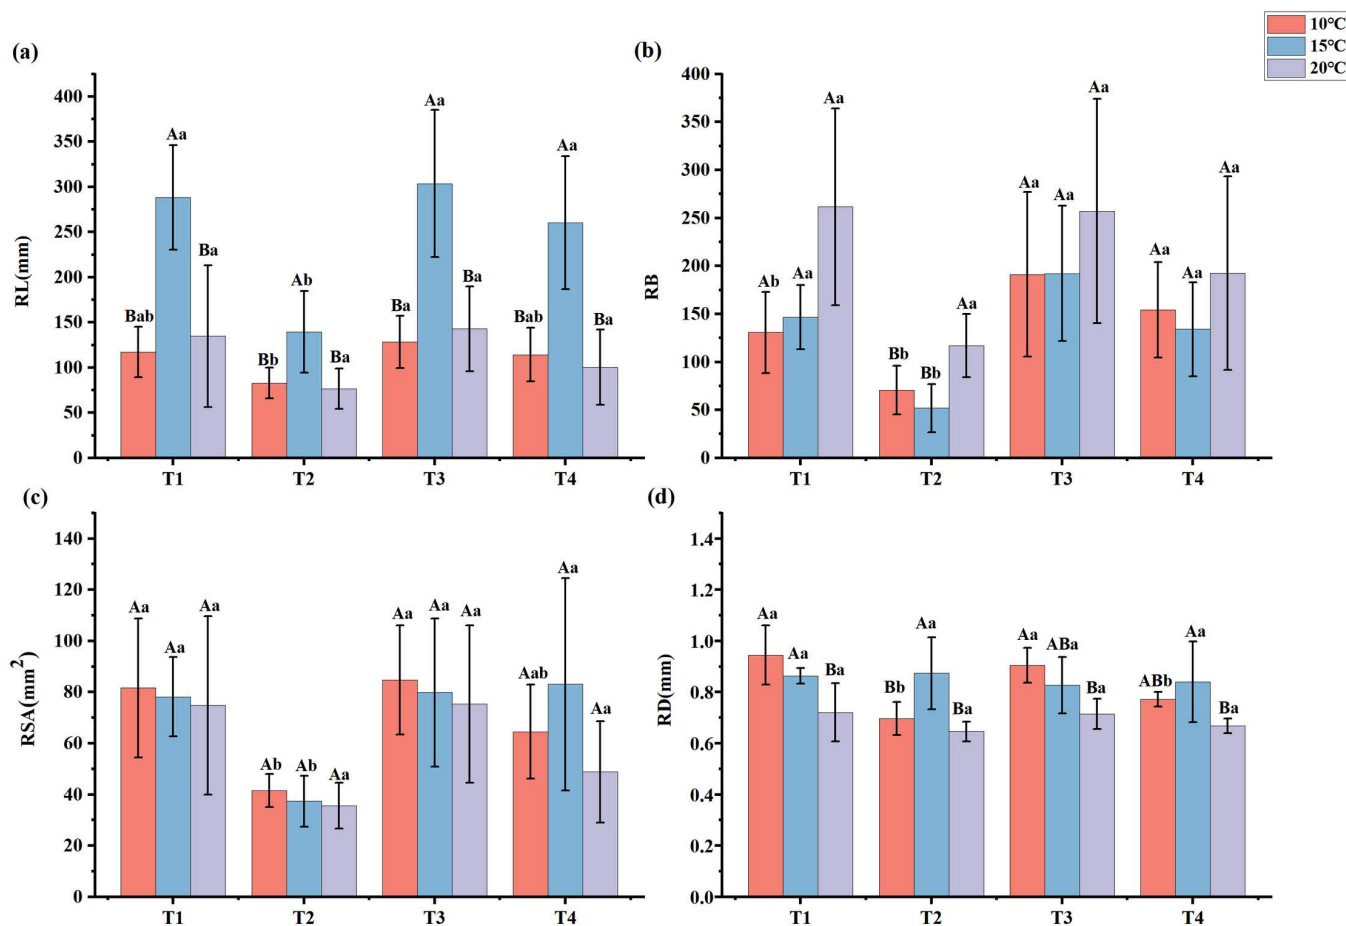 10°C
15°C
20°C
(a)
400
350
300
250
200
150
100
50
0
RL(mm)
Bab Aa Ba
Bb Ab Ba
Ba Aa Ba
Bab Aa Ba
T1 T2 T3 T4
(b)
400
350
300
250
200
150
100
50
0
RB
Ab Aa Aa
Bb Bb Aa
Aa Aa Aa
Aa Aa Aa
T1 T2 T3 T4
(c)
140
120
100
80
60
40
20
0
RSA(mm²)
Aa Aa Aa
Ab Ab Aa
Aa Aa Aa
Aab Aa Aa
T1 T2 T3 T4
(d)
1.4
1.2
1.0
0.8
0.6
0.4
0.2
0.0
RD(mm)
Aa Aa Ba
Bb Aa Ba
Aa ABa Ba
ABb Aa Ba
T1 T2 T3 T4